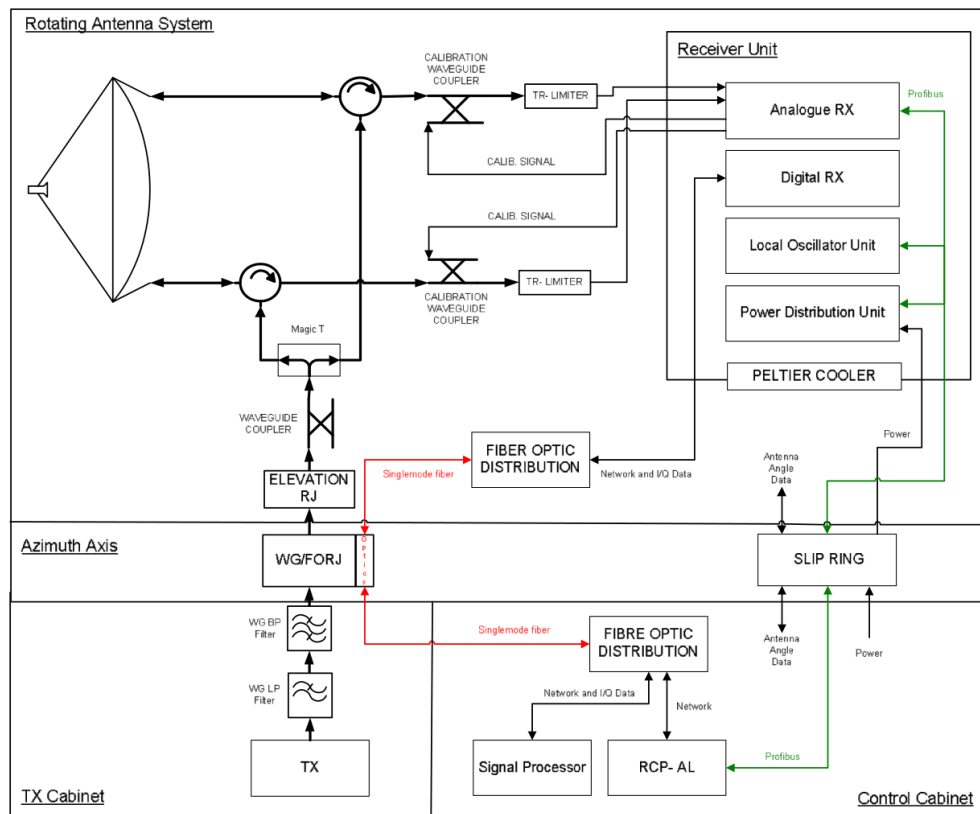 Rotating Antenna System
Receiver Unit
CALIBRATION
WAVEGUIDE
COUPLER
TR- LIMITER
Analogue RX
Profibus
CALIB. SIGNAL
Digital RX
CALIB. SIGNAL
Local Oscillator Unit
TR- LIMITER
CALIBRATION
WAVEGUIDE
COUPLER
Power Distribution Unit
Magic T
PELTIER COOLER
WAVEGUIDE
COUPLER
FIBER OPTIC
DISTRIBUTION
Singlemode fiber
Network and I/Q Data
Power
Antenna
Angle
Data
ELEVATION
RJ
Azimuth Axis
WG/FORJ
Optics
SLIP RING
WG BP
Filter
Singlemode fiber
FIBRE OPTIC
DISTRIBUTION
Antenna
Angle
Data
Power
WG LP
Filter
Network and I/Q Data
Network
TX
Signal Processor
RCP- AL
Profibus
TX Cabinet
Control Cabinet